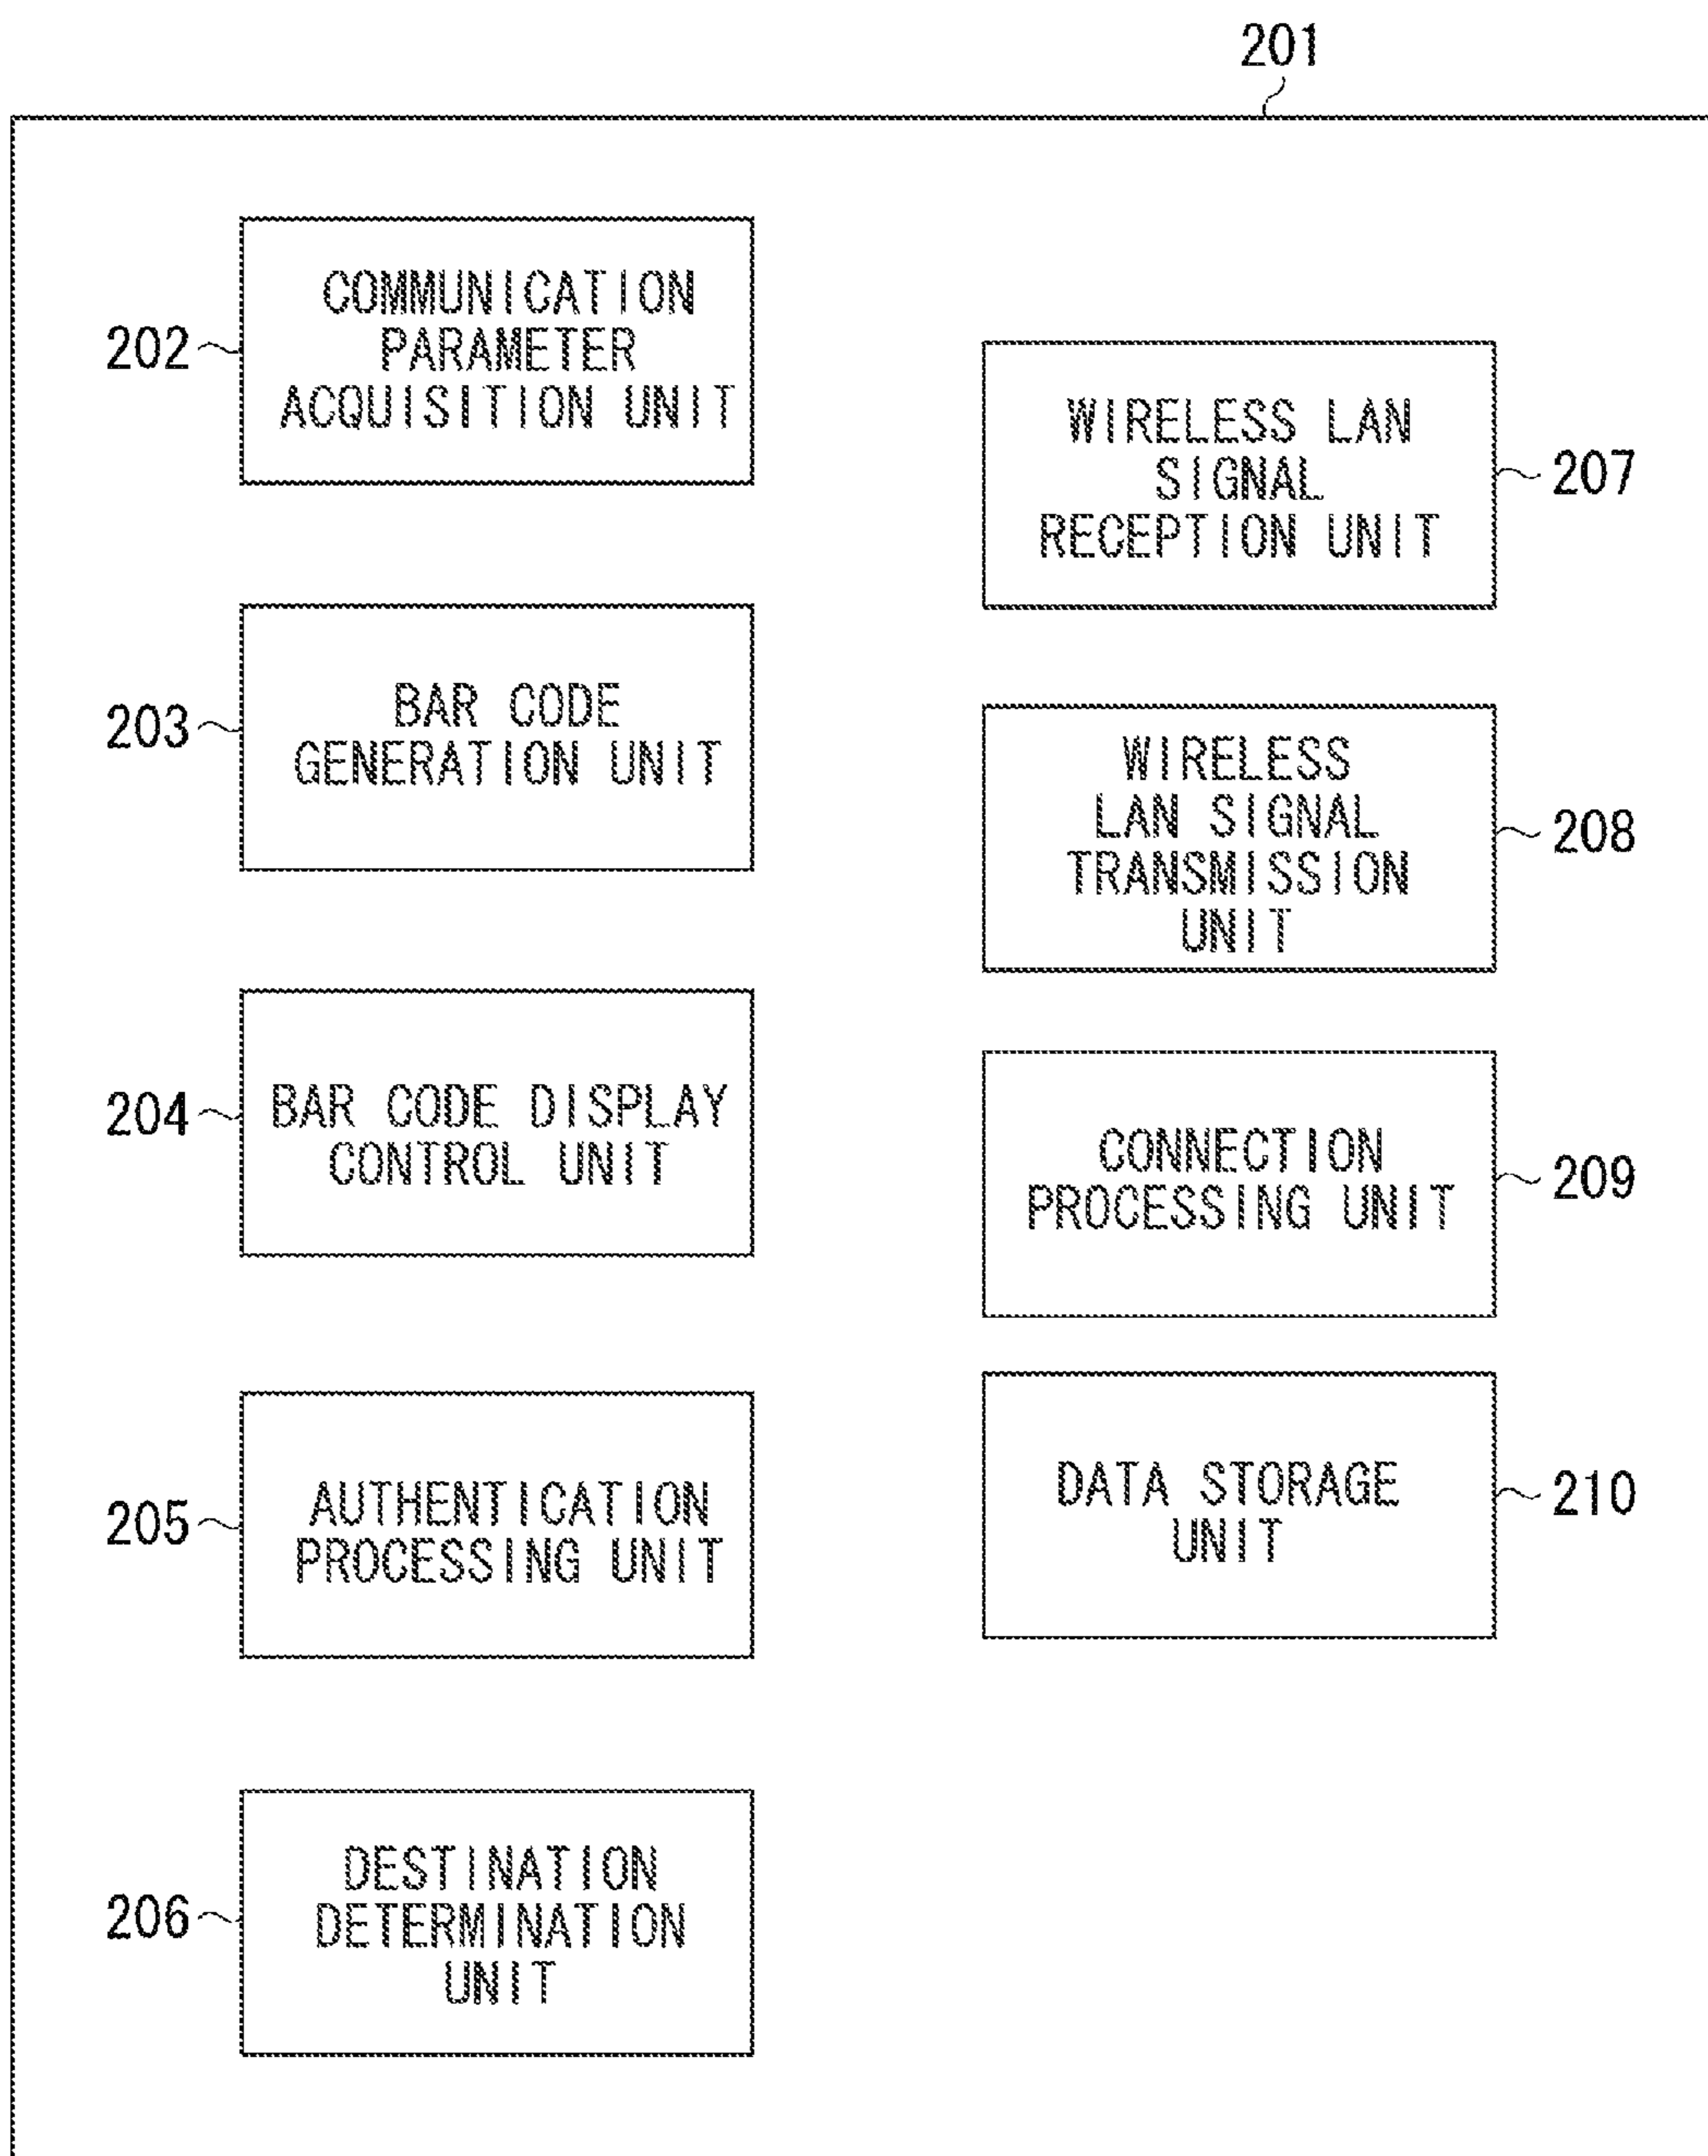 201
202
COMMUNICATION
PARAMETER
ACQUISITION UNIT
203
BAR CODE
GENERATION UNIT
204
BAR CODE DISPLAY
CONTROL UNIT
205
AUTHENTICATION
PROCESSING UNIT
206
DESTINATION
DETERMINATION
UNIT
WIRELESS LAN
SIGNAL
RECEPTION UNIT
207
WIRELESS
LAN SIGNAL
TRANSMISSION
UNIT
208
CONNECTION
PROCESSING UNIT
209
DATA STORAGE
UNIT
210